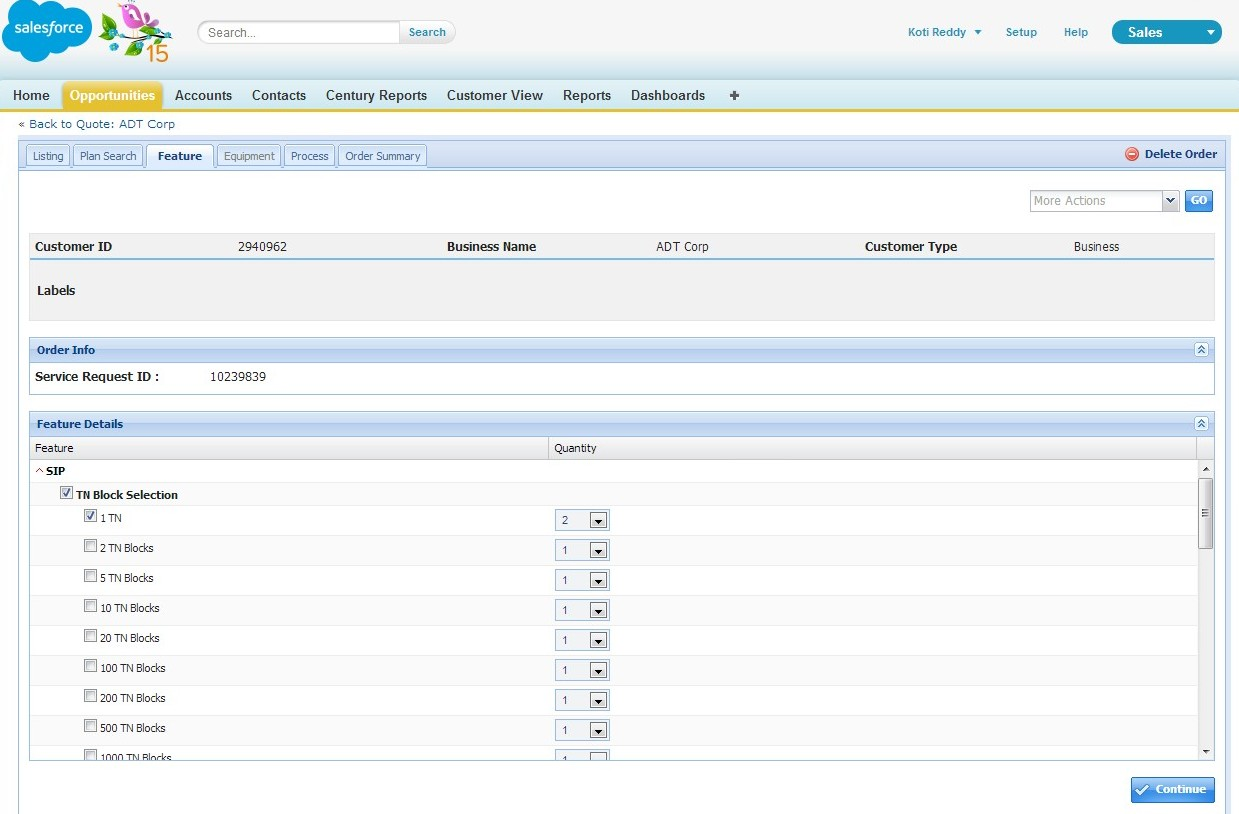 salesforce
15
Search...
Search
Koti Reddy
Setup
Help
Sales
Home
Opportunities
Accounts
Contacts
Century Reports
Customer View
Reports
Dashboards
+
« Back to Quote: ADT Corp
Listing
Plan Search
Feature
Equipment
Process
Order Summary
Delete Order
More Actions
GO
Customer ID 2940962 Business Name ADT Corp Customer Type Business
Labels
Order Info
Service Request ID : 10239839
Feature Details
Feature Quantity
SIP
TN Block Selection
1 TN 2
2 TN Blocks 1
5 TN Blocks 1
10 TN Blocks 1
20 TN Blocks 1
100 TN Blocks 1
200 TN Blocks 1
500 TN Blocks 1
1000 TN Blocks 1
Continue